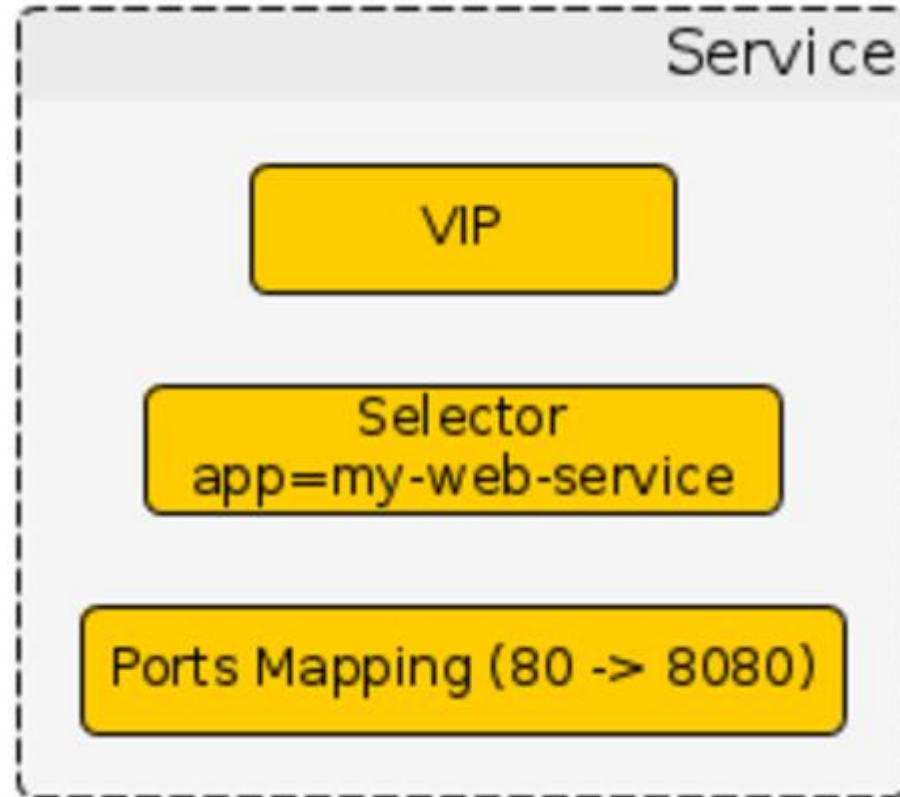 Service
VIP
Selector
app=my-web-service
Ports Mapping (80 -> 8080)